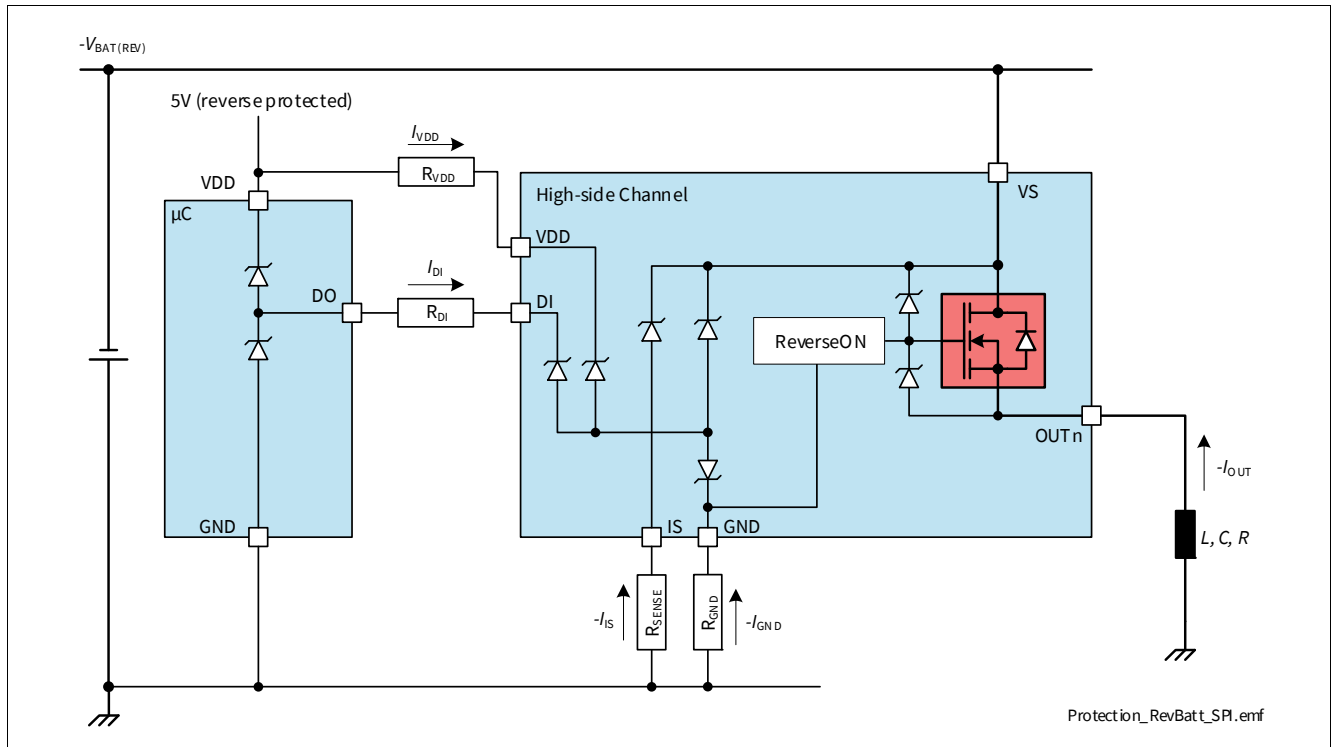 -VBAT(REV)
5V (reverse protected)
IVDD
RVDD
VDD
µC
High-side Channel
VS
VDD
IDI
DO
RDI
DI
ReverseON
OUTn
-IOUT
GND
IS
GND
L, C, R
-IIS
RSENSE
RGND
-IGND
Protection_RevBatt_SPI.emf